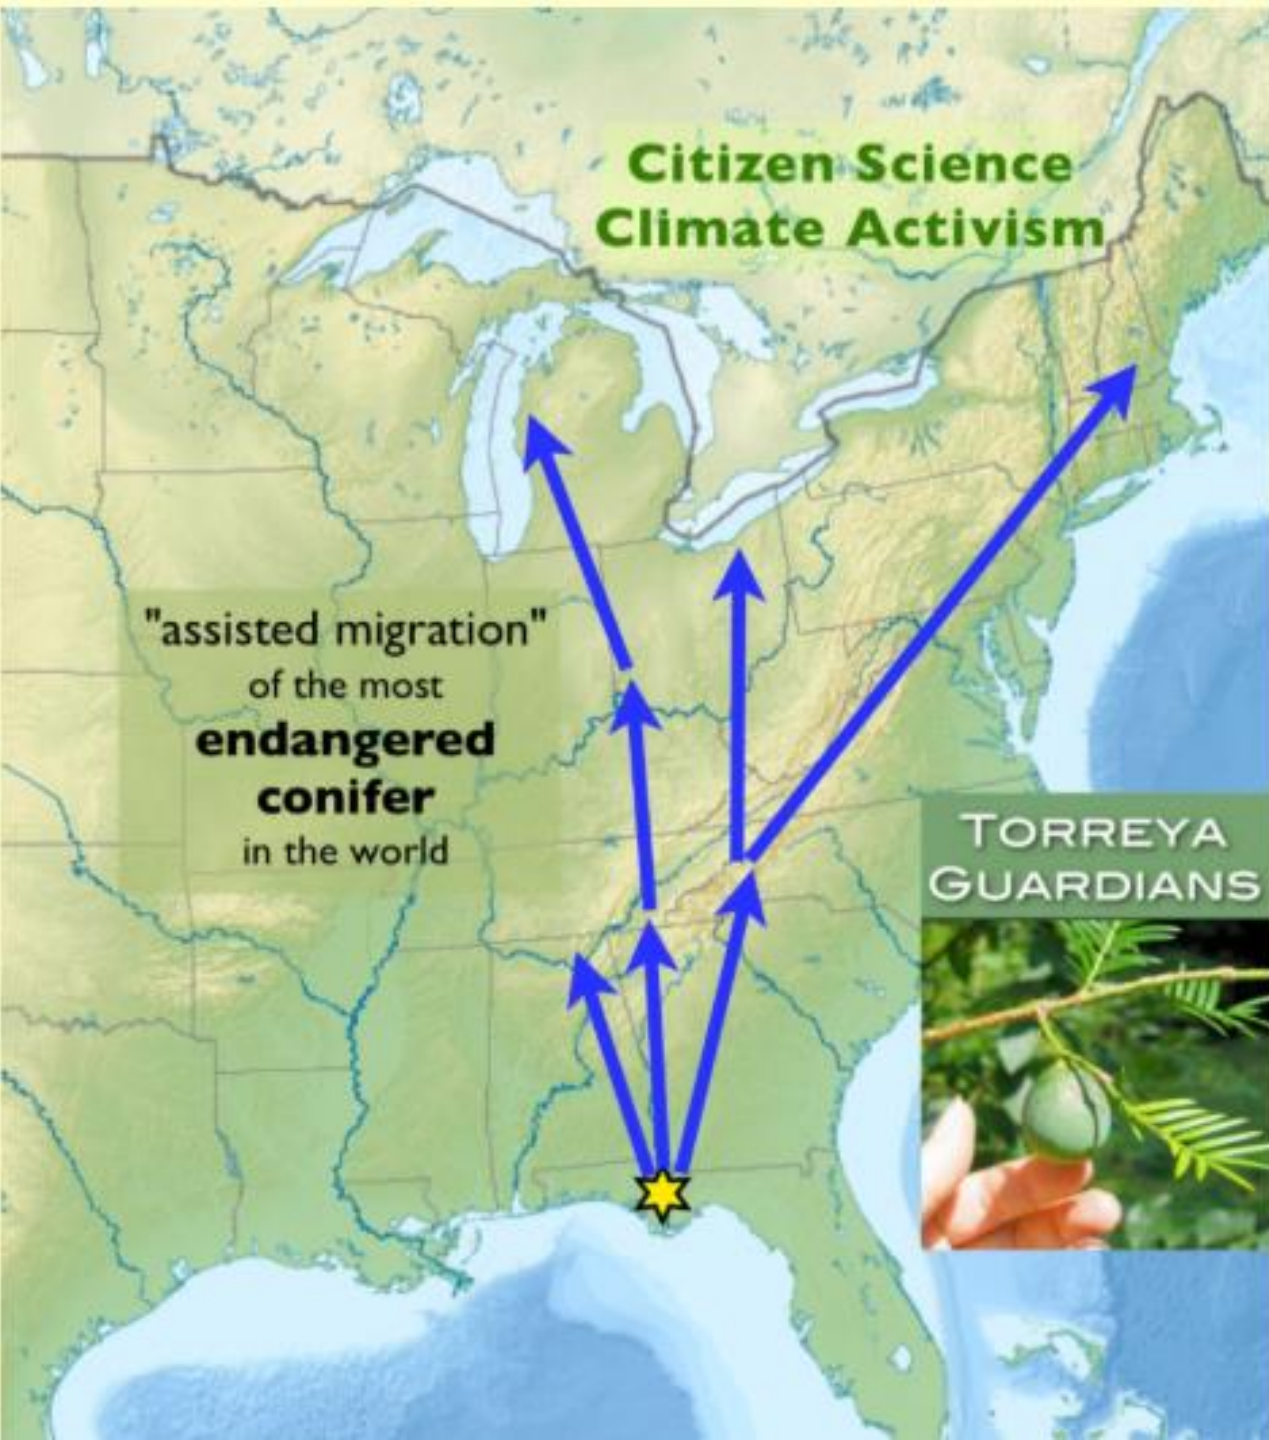 Citizen Science
Climate Activism
"assisted migration"
of the most
endangered
conifer
in the world
TORREYA
GUARDIANS